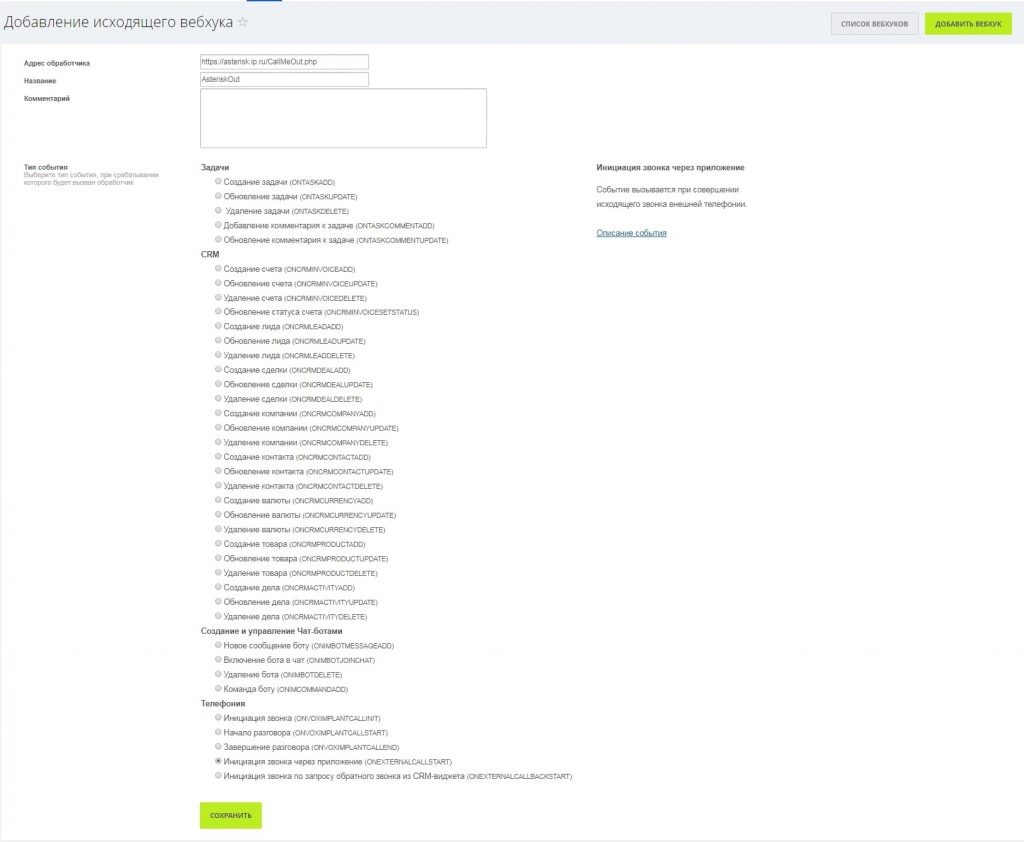 Добавление исходящего вебхука
СПИСОК ВЕБХУКОВ
ДОБАВИТЬ ВЕБХУК
Адрес обработчика
https://asterisk.ip.ru/CallMeOut.php
Название
AsteriskOut
Комментарий
Тип события
Выберите тип события, при срабатывании
которого будет вызван обработчик
Задачи
Создание задачи (ONTASKADD)
Обновление задачи (ONTASKUPDATE)
Удаление задачи (ONTASKDELETE)
Добавление комментария к задаче (ONTASKCOMMENTADD)
Обновление комментария к задаче (ONTASKCOMMENTUPDATE)
CRM
Создание счета (ONCRMINVOICEADD)
Обновление счета (ONCRMINVOICEUPDATE)
Удаление счета (ONCRMINVOICEDELETE)
Обновление статуса счета (ONCRMINVOICESETSTATUS)
Создание лида (ONCRMLEADADD)
Обновление лида (ONCRMLEADUPDATE)
Удаление лида (ONCRMLEADDELETE)
Создание сделки (ONCRMDEALADD)
Обновление сделки (ONCRMDEALUPDATE)
Удаление сделки (ONCRMDEALDELETE)
Создание компании (ONCRMCOMPANYADD)
Обновление компании (ONCRMCOMPANYUPDATE)
Удаление компании (ONCRMCOMPANYDELETE)
Создание контакта (ONCRMCONTACTADD)
Обновление контакта (ONCRMCONTACTUPDATE)
Удаление контакта (ONCRMCONTACTDELETE)
Создание валюты (ONCRMCURRENCYADD)
Обновление валюты (ONCRMCURRENCYUPDATE)
Удаление валюты (ONCRMCURRENCYDELETE)
Создание товара (ONCRMPRODUCTADD)
Обновление товара (ONCRMPRODUCTUPDATE)
Удаление товара (ONCRMPRODUCTDELETE)
Создание дела (ONCRMACTIVITYADD)
Обновление дела (ONCRMACTIVITYUPDATE)
Удаление дела (ONCRMACTIVITYDELETE)
Создание и управление Чат-ботами
Новое сообщение боту (ONIMBOTMESSAGEADD)
Включение бота в чат (ONIMBOTJOINCHAT)
Удаление бота (ONIMBOTDELETE)
Команда боту (ONIMCOMMANDADD)
Телефония
Инициация звонка (ONVOXIMPLANTCALLINIT)
Начало разговора (ONVOXIMPLANTCALLSTART)
Завершение разговора (ONVOXIMPLANTCALLEND)
Инициация звонка через приложение (ONEXTERNALCALLSTART)
Инициация звонка по запросу обратного звонка из CRM-виджета (ONEXTERNALCALLBACKSTART)
СОХРАНИТЬ
Инициация звонка через приложение
Событие вызывается при совершении
исходящего звонка внешней телефонии.
Описание события